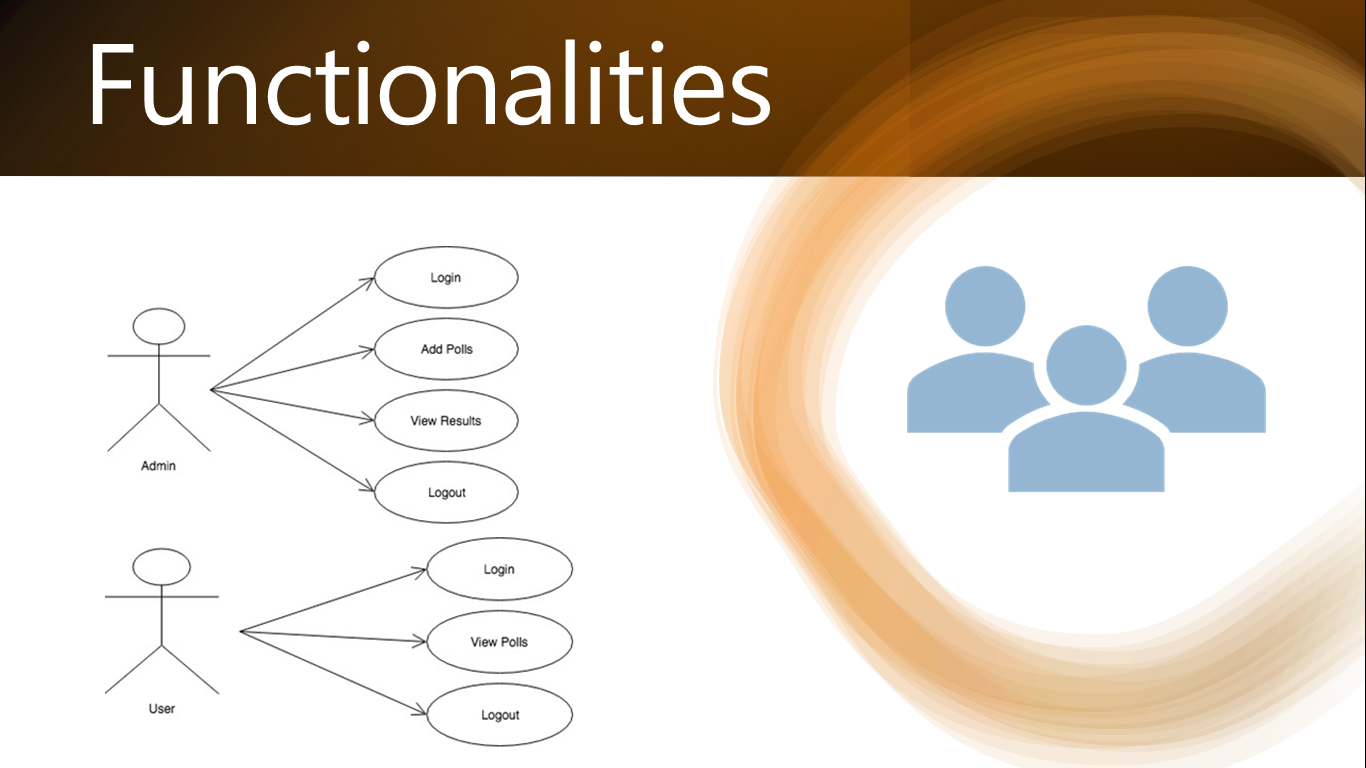 Functionalities
Login
Add Polls
View Results
Logout
Admin
Login
View Polls
Logout
User